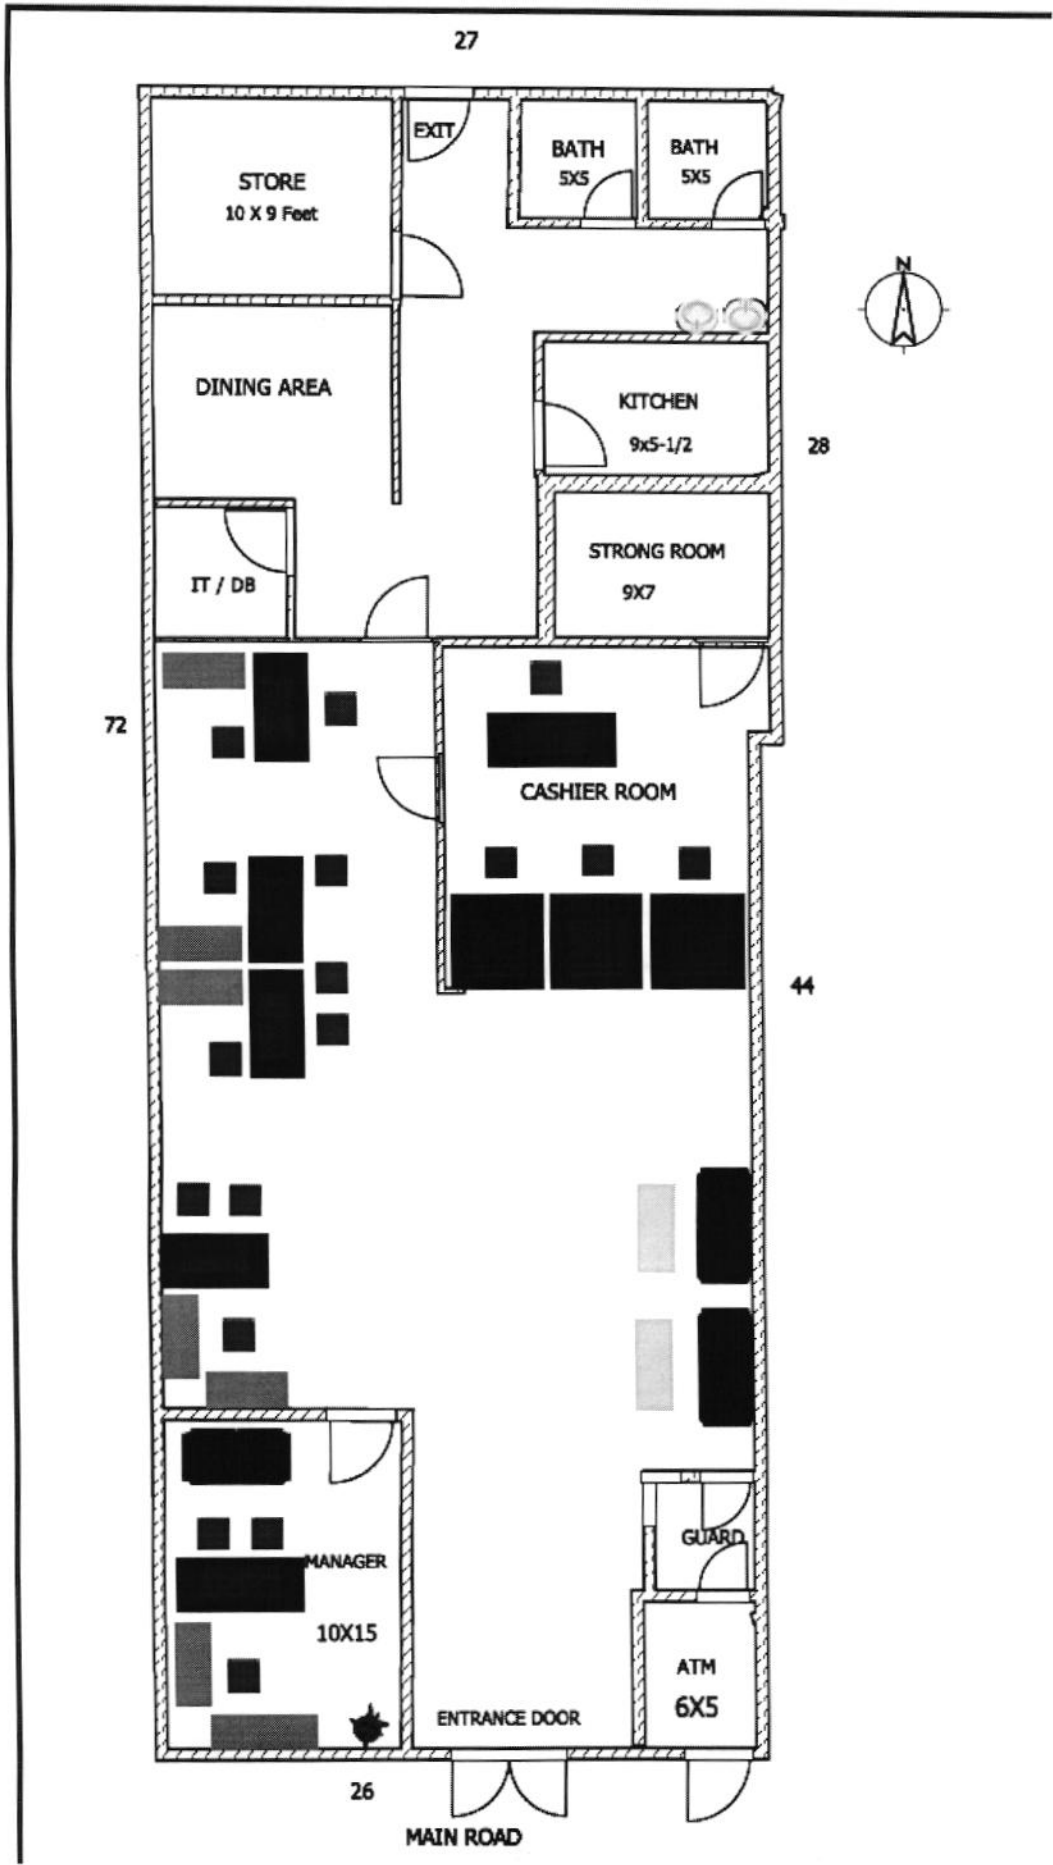 27
EXIT
BATH
5X5
BATH
5X5
STORE
10 X 9 Feet
N
DINING AREA
KITCHEN
9x5-1/2
28
STRONG ROOM
9X7
IT / DB
72
CASHIER ROOM
44
GUARD
MANAGER
10X15
ATM
6X5
ENTRANCE DOOR
26
MAIN ROAD